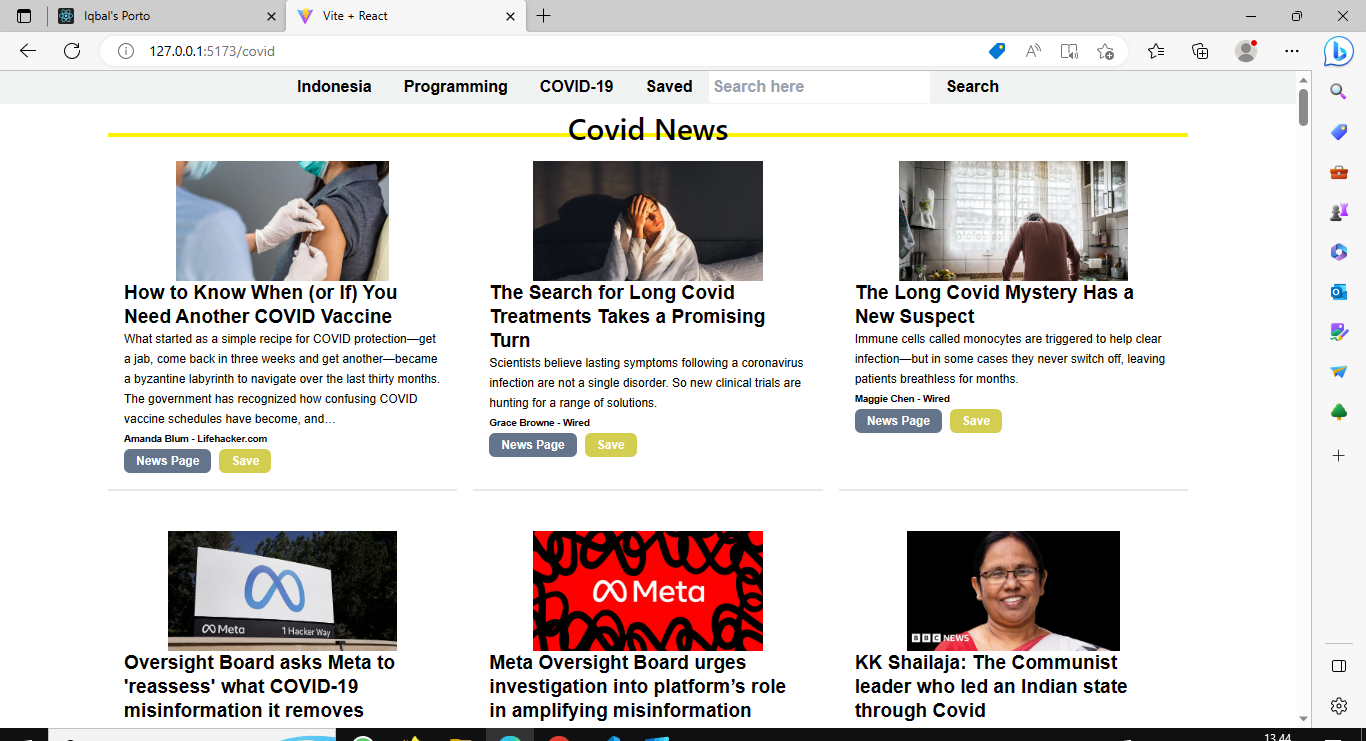 Iqbal's Porto
Vite + React
127.0.0.1:5173/covid
Indonesia Programming COVID-19 Saved Search here Search
Covid News
How to Know When (or If) You
Need Another COVID Vaccine
What started as a simple recipe for COVID protection—get
a jab, come back in three weeks and get another—became
a byzantine labyrinth to navigate over the last thirty months.
The government has recognized how confusing COVID
vaccine schedules have become, and…
Amanda Blum - Lifehacker.com
News Page Save
The Search for Long Covid
Treatments Takes a Promising
Turn
Scientists believe lasting symptoms following a coronavirus
infection are not a single disorder. So new clinical trials are
hunting for a range of solutions.
Grace Browne - Wired
News Page Save
The Long Covid Mystery Has a
New Suspect
Immune cells called monocytes are triggered to help clear
infection—but in some cases they never switch off, leaving
patients breathless for months.
Maggie Chen - Wired
News Page Save
Meta
1 Hacker Way
Oversight Board asks Meta to
'reassess' what COVID-19
misinformation it removes
Meta
Meta Oversight Board urges
investigation into platform’s role
in amplifying misinformation
BBC NEWS
KK Shailaja: The Communist
leader who led an Indian state
through Covid
13.44